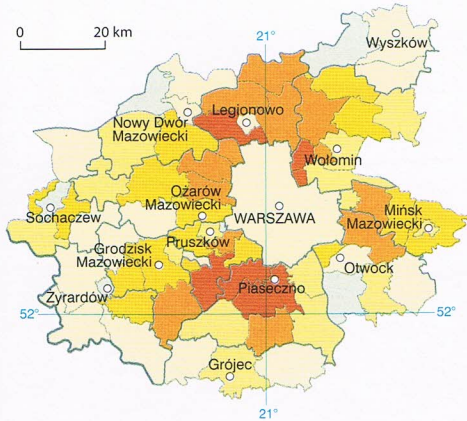 0 20 km
21°
Wyszków
Legionowo
Nowy Dwór
Mazowiecki
Wołomin
Ożarów
Mazowiecki
Sochaczew
WARSZAWA
Mińsk
Mazowiecki
Pruszków
Grodzisk
Mazowiecki
Otwock
Żyrardów
Piaseczno
52°
52°
Grójec
21°